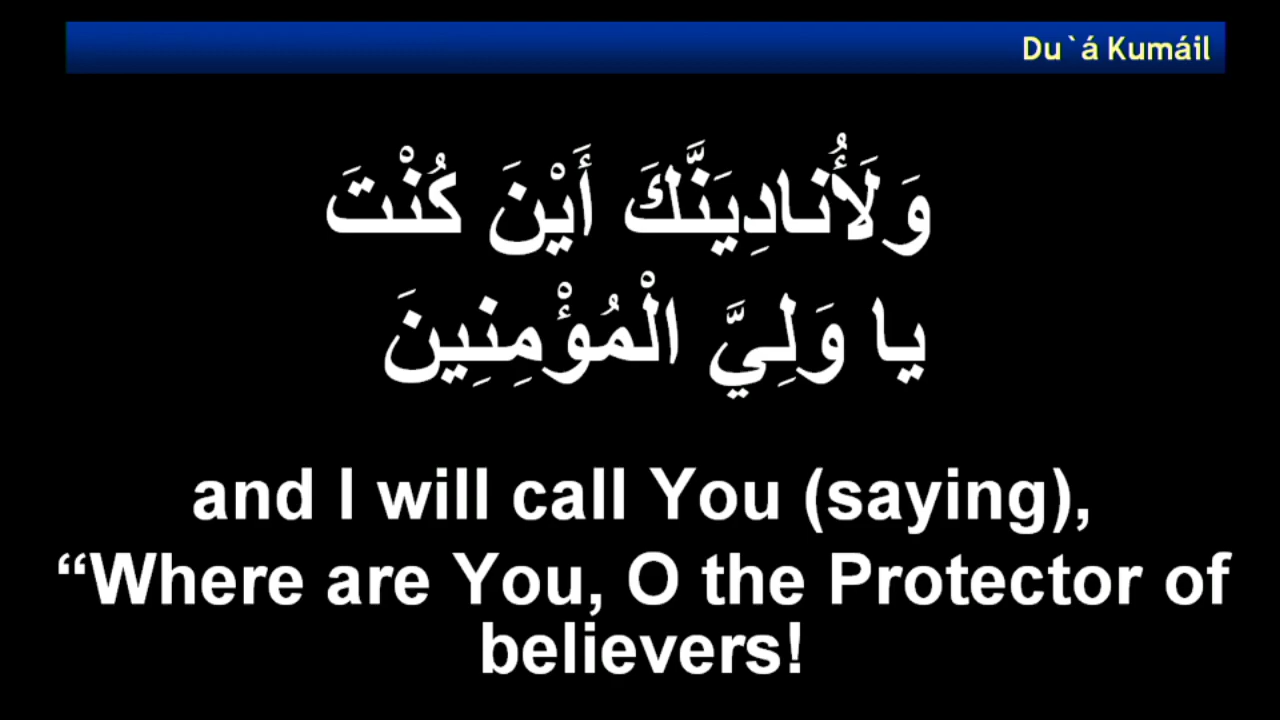 Du`á Kumáil
وَلَأُنادِيَنَّكَ أَيْنَ كُنْتَ
يا وَلِيَّ الْمُؤْمِنِينَ
and I will call You (saying),
“Where are You, O the Protector of
believers!